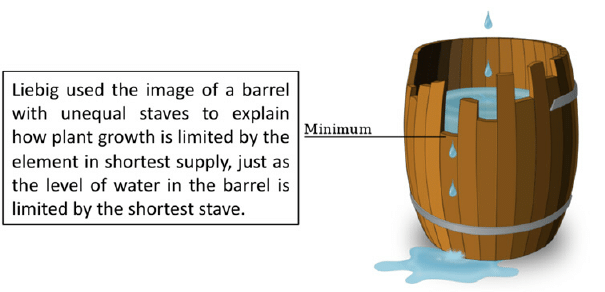 Liebig used the image of a barrel
with unequal staves to explain
how plant growth is limited by the
element in shortest supply, just as
the level of water in the barrel is
limited by the shortest stave.
Minimum